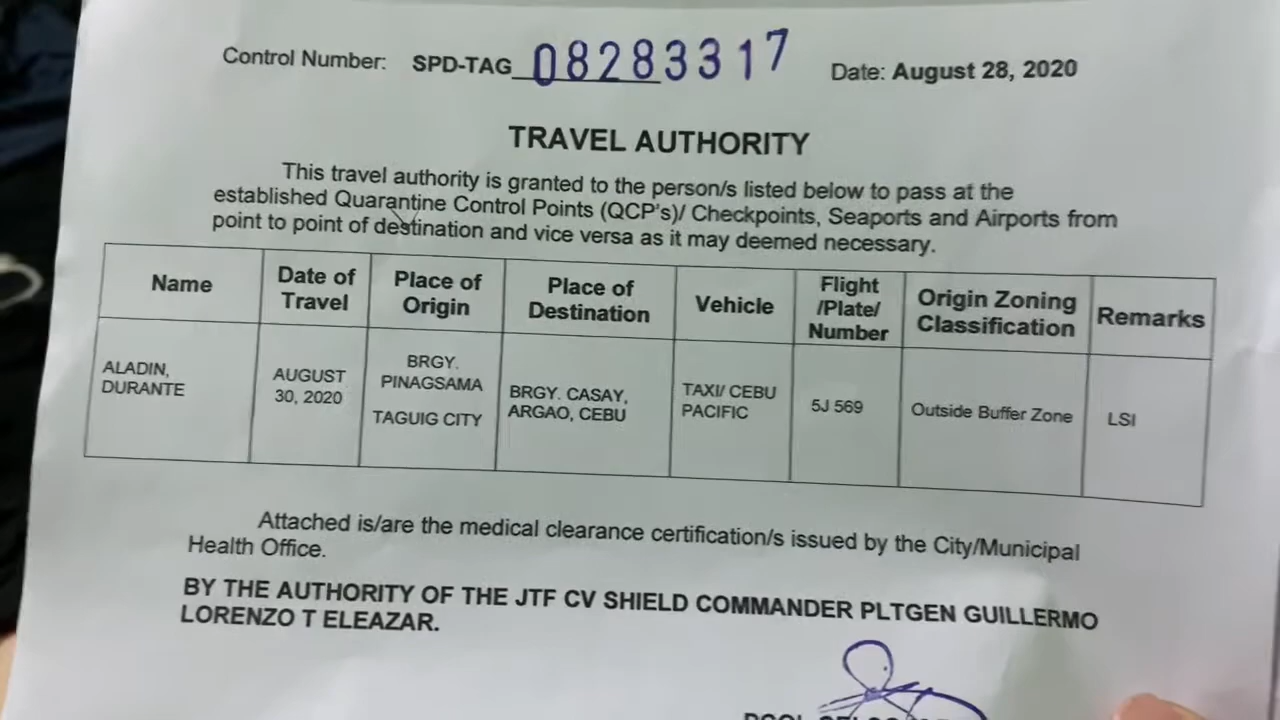 Control Number: SPD-TAG 08283317 Date: August 28, 2020
TRAVEL AUTHORITY
This travel authority is granted to the person/s listed below to pass at the
established Quarantine Control Points (QCP's)/ Checkpoints, Seaports and Airports from
point to point of destination and vice versa as it may deemed necessary.
Name
Date of
Travel
Place of
Origin
Place of
Destination
Vehicle
Flight
/Plate/
Number
Origin Zoning
Classification
Remarks
ALADIN,
DURANTE
AUGUST
30, 2020
BRGY.
PINAGSAMA
TAGUIG CITY
BRGY. CASAY,
ARGAO, CEBU
TAXI/ CEBU
PACIFIC
5J 569
Outside Buffer Zone
LSI
Attached is/are the medical clearance certification/s issued by the City/Municipal
Health Office.
BY THE AUTHORITY OF THE JTF CV SHIELD COMMANDER PLTGEN GUILLERMO
LORENZO T ELEAZAR.